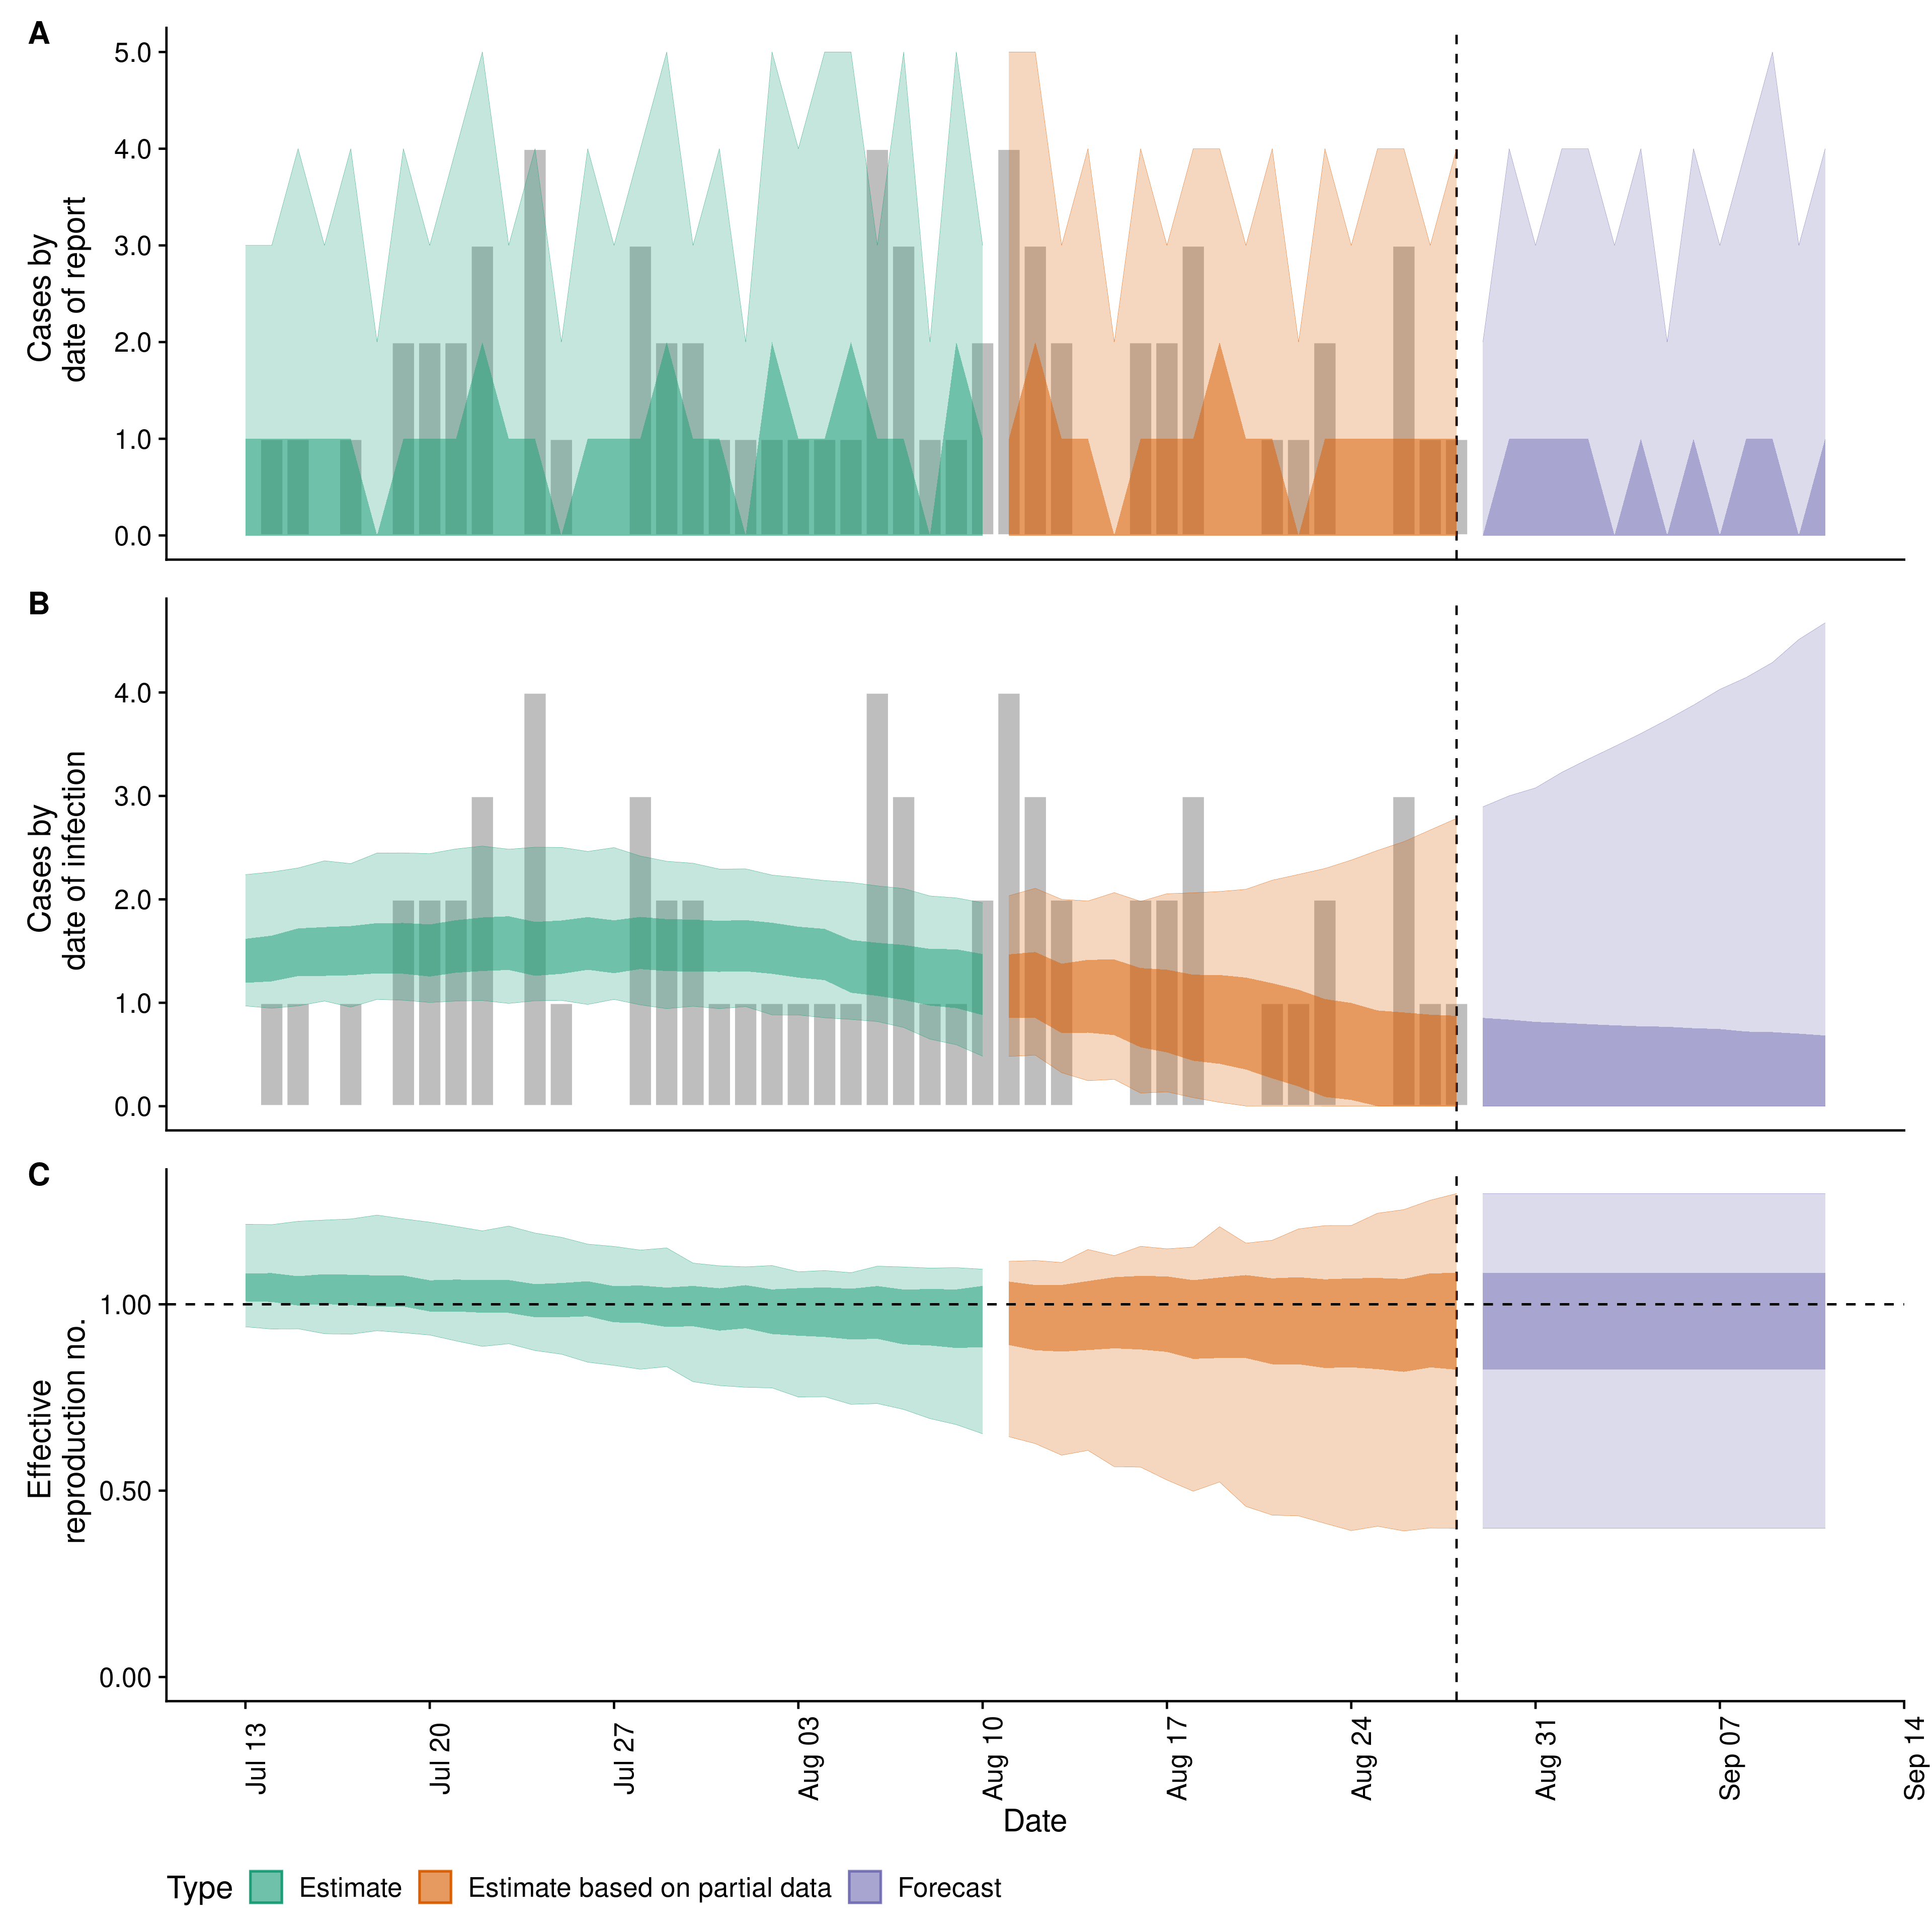 A
5.0
4.0
3.0
2.0
1.0
0.0
Cases by
date of report
B
4.0
3.0
2.0
1.0
0.0
Cases by
date of infection
C
1.00
0.50
0.00
Effective
reproduction no.
Jul 13
Jul 20
Jul 27
Aug 03
Aug 10
Aug 17
Aug 24
Aug 31
Sep 07
Sep 14
Date
Type Estimate Estimate based on partial data Forecast